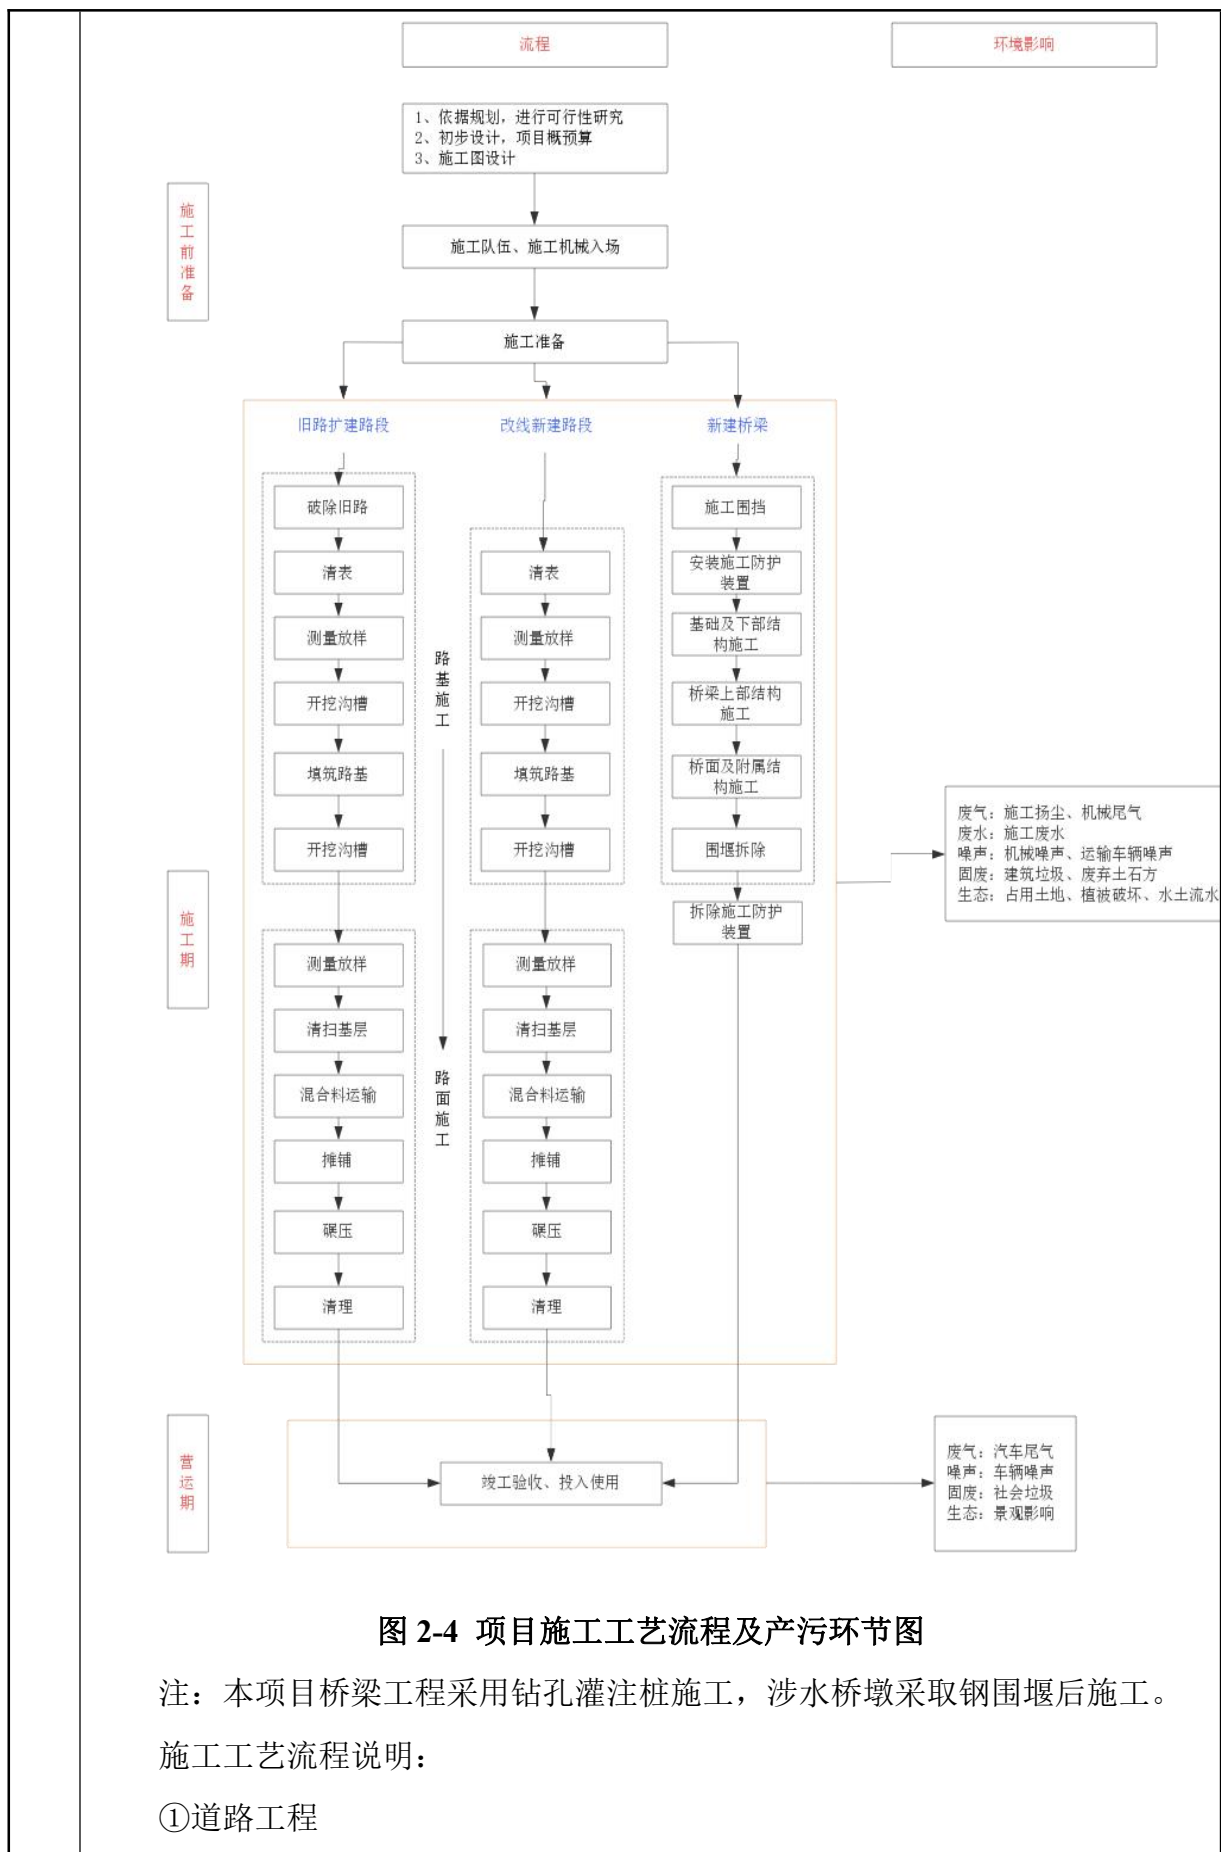 流程
环境影响
1、依据规划，进行可行性研究
2、初步设计，项目概预算
3、施工图设计
施工前准备
施工队伍、施工机械入场
施工准备
旧路扩建路段
改线新建路段
新建桥梁
破除旧路
清表
测量放样
开挖沟槽
填筑路基
开挖沟槽
路基施工
清表
测量放样
开挖沟槽
填筑路基
开挖沟槽
施工围挡
安装施工防护
装置
基础及下部结
构施工
桥梁上部结构
施工
桥面及附属结
构施工
围堰拆除
拆除施工防护
装置
废气：施工扬尘、机械尾气
废水：施工废水
噪声：机械噪声、运输车辆噪声
固废：建筑垃圾、废弃土石方
生态：占用土地、植被破坏、水土流水
施工期
测量放样
清扫基层
混合料运输
摊铺
碾压
清理
路面施工
测量放样
清扫基层
混合料运输
摊铺
碾压
清理
营运期
竣工验收、投入使用
废气：汽车尾气
噪声：车辆噪声
固废：社会垃圾
生态：景观影响
图 2-4 项目施工工艺流程及产污环节图
注：本项目桥梁工程采用钻孔灌注桩施工，涉水桥墩采取钢围堰后施工。
施工工艺流程说明：
①道路工程